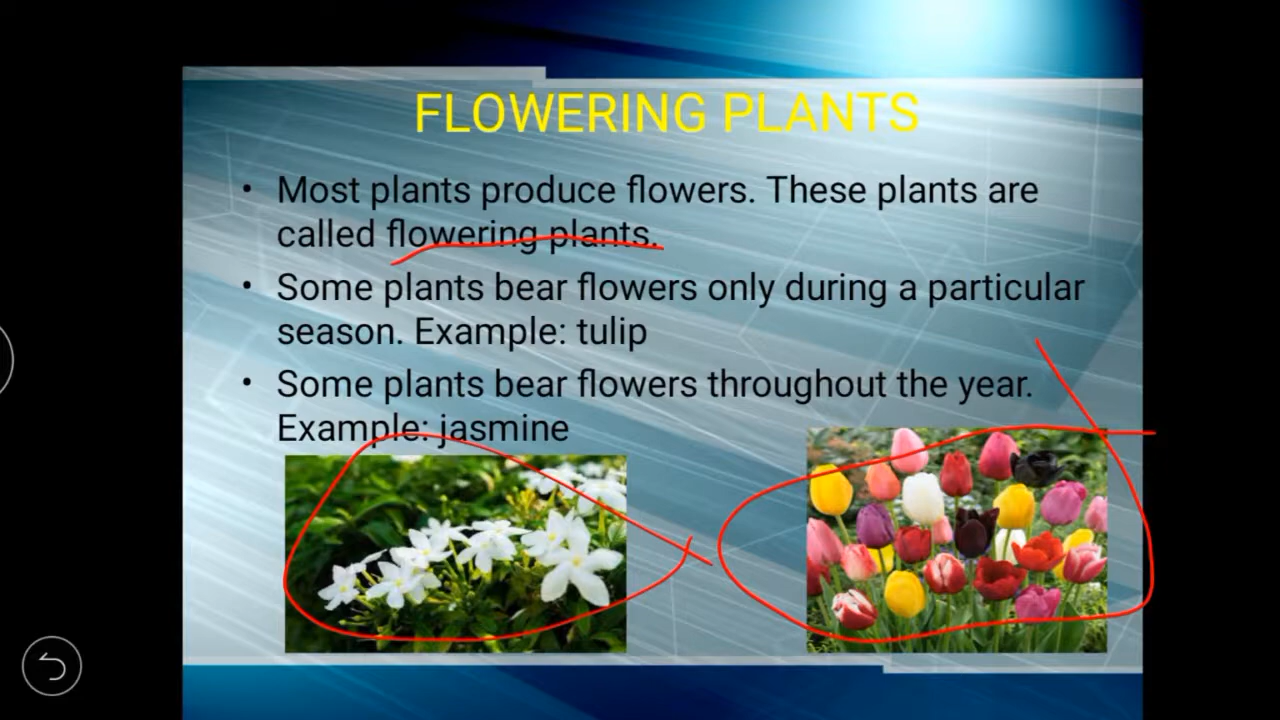 FLOWERING PLANTS
• Most plants produce flowers. These plants are
called flowering plants.
• Some plants bear flowers only during a particular
season. Example: tulip
• Some plants bear flowers throughout the year.
Example: jasmine